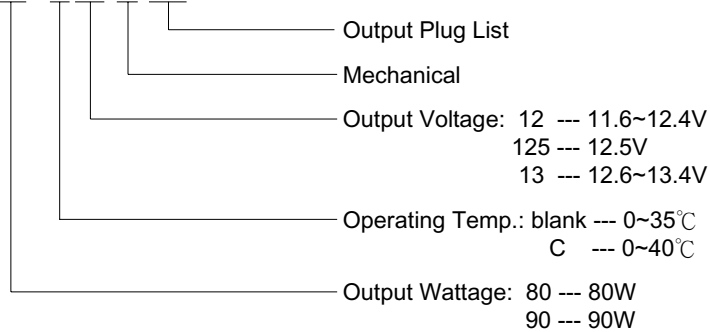 Output Plug List
Mechanical
Output Voltage: 12 --- 11.6~12.4V
125 --- 12.5V
13 --- 12.6~13.4V
Operating Temp.: blank --- 0~35℃
C --- 0~40℃
Output Wattage: 80 --- 80W
90 --- 90W